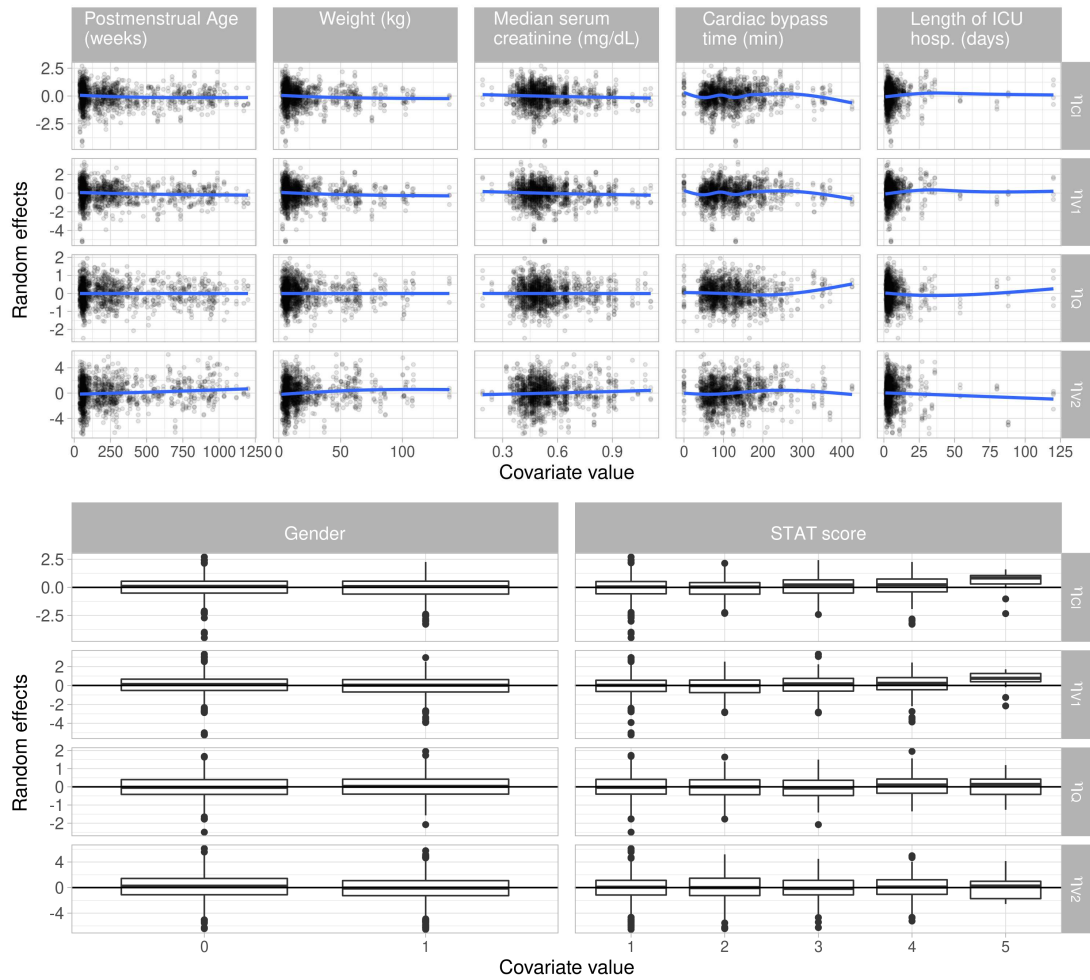 Postmenstrual Age
(weeks)
Weight (kg)
Median serum
creatinine (mg/dL)
Cardiac bypass
time (min)
Length of ICU
hosp. (days)
Random effects
2.5
0.0
-2.5
ηCl
2
0
-2
-4
ηV1
2
1
0
-1
-2
ηQ
4
0
-4
ηV2
0 250 500 750 1000 1250
0 50 100
0.3 0.6 0.9
0 100 200 300 400
0 25 50 75 100 125
Covariate value
Gender
STAT score
Random effects
2.5
0.0
-2.5
ηCl
2
0
-2
-4
ηV1
2
1
0
-1
-2
ηQ
4
0
-4
ηV2
0 1
1 2 3 4 5
Covariate value